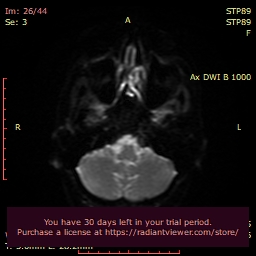 Im: 26/44
Se: 3
A
STP89
STP89
F
Ax DWI B 1000
R
L
You have 30 days left in your trial period.
Purchase a license at https://radiantviewer.com/store/